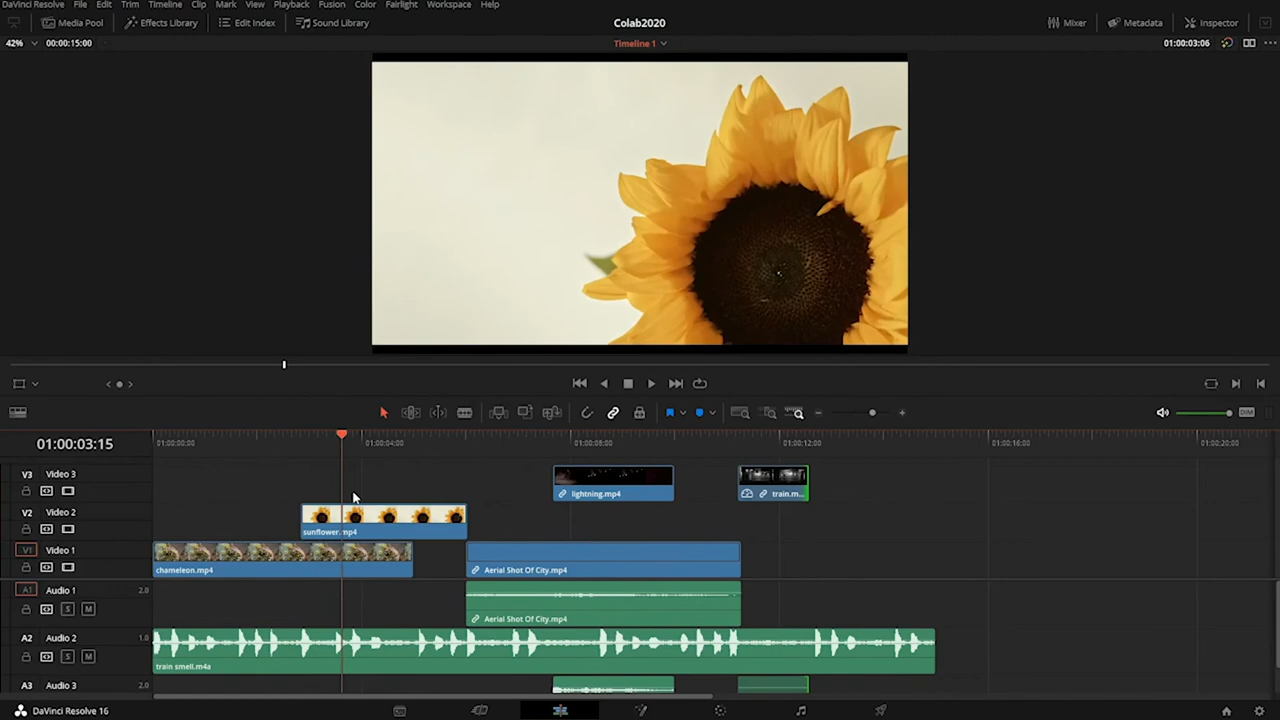 DaVinci Resolve File Edit Trim Timeline Clip Mark View Playback Fusion Color Fairlight Workspace Help
Media Pool Effects Library Edit Index Sound Library Colab2020 Mixer Metadata Inspector
42% 00:00:15:00 Timeline 1 01:00:03:06
DIM
01:00:03:15 01:00:00:00 01:00:04:00 01:00:08:00 01:00:12:00 01:00:16:00 01:00:20:00
V3 Video 3
lightning.mp4 train.m...
V2 Video 2
sunflower.mp4
V1 Video 1
chameleon.mp4 Aerial Shot Of City.mp4
A1 Audio 1 2.0
S M Aerial Shot Of City.mp4
A2 Audio 2 1.0
S M train smell.m4a
A3 Audio 3 2.0
DaVinci Resolve 16